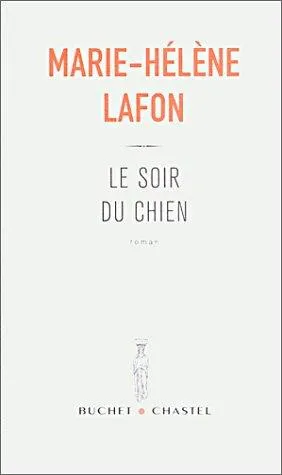 MARIE-HÉLÈNE
LAFON
LE SOIR
DU CHIEN
roman
BUCHET • CHASTEL